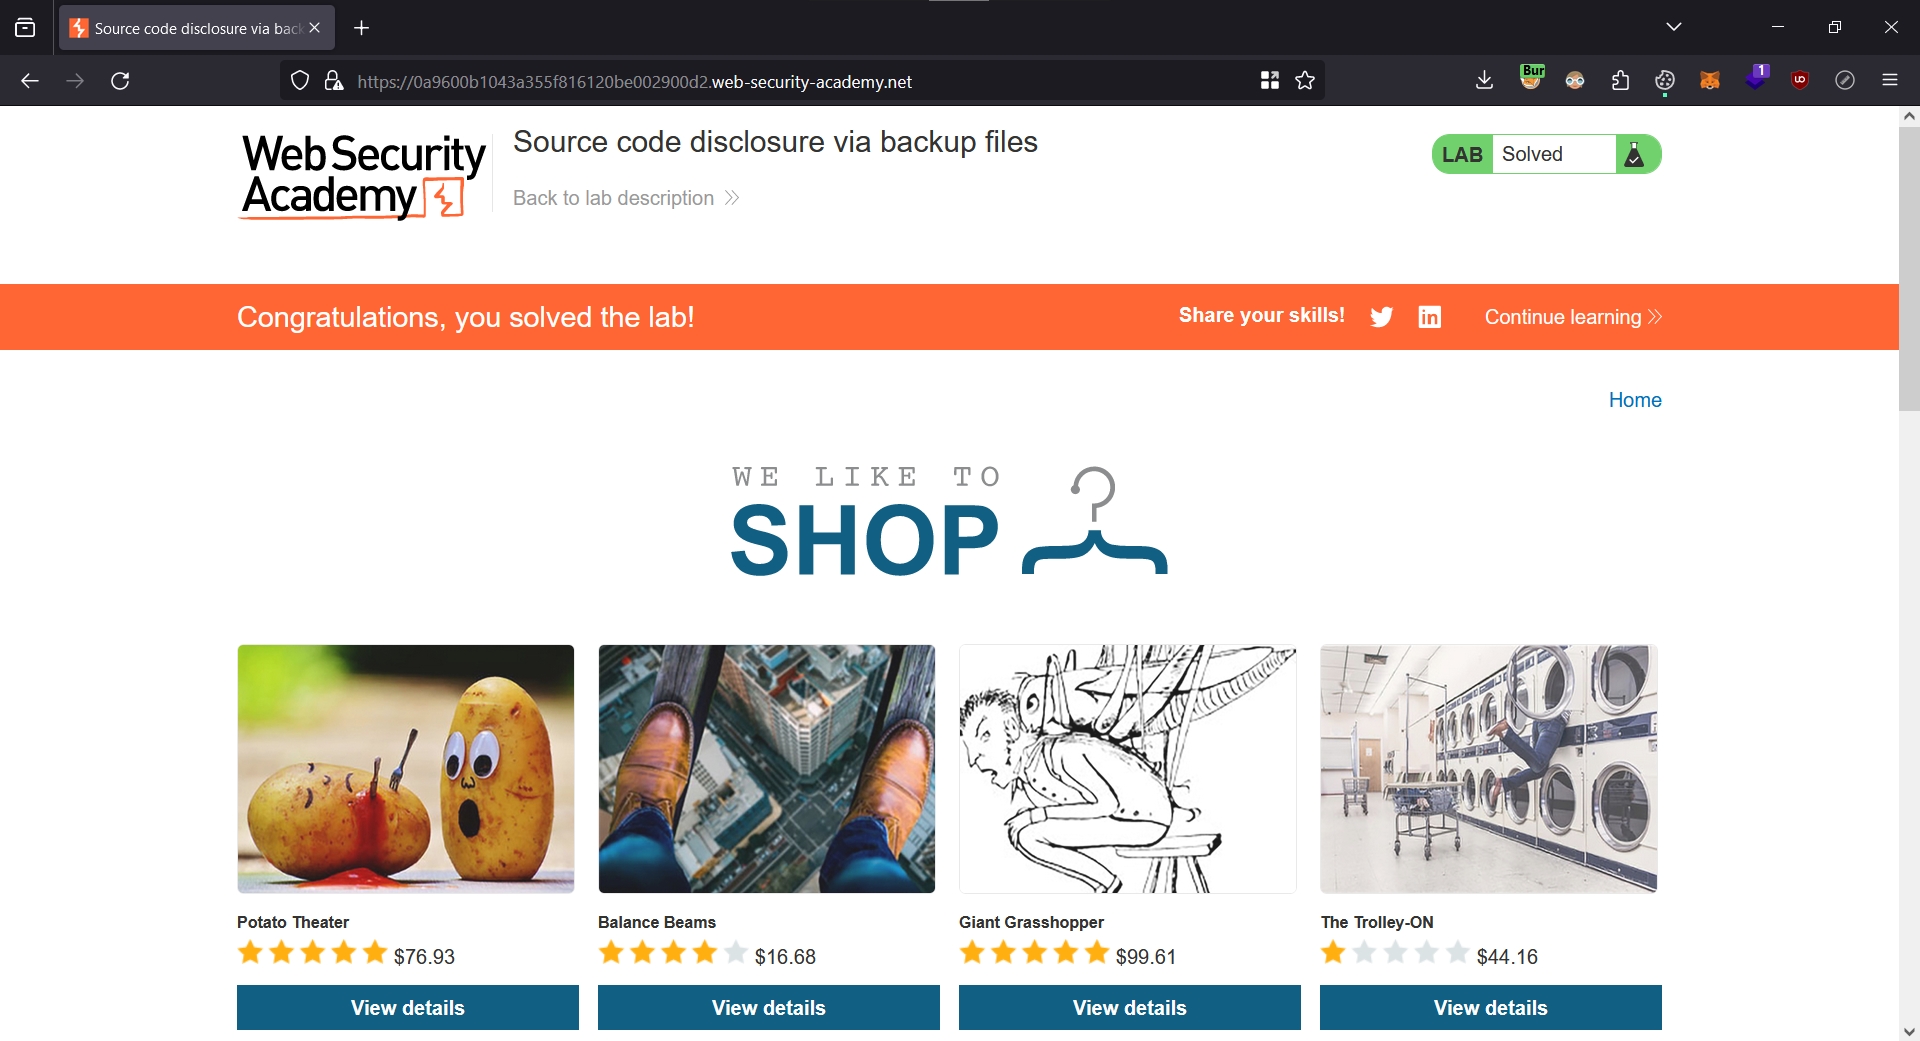 Source code disclosure via back
https://0a9600b1043a355f816120be002900d2.web-security-academy.net
Bur
1
Web Security
Academy
Source code disclosure via backup files
Back to lab description
LAB Solved
Congratulations, you solved the lab!
Share your skills!
in
Continue learning
Home
WE LIKE TO
SHOP
Potato Theater
$76.93
View details
Balance Beams
$16.68
View details
Giant Grasshopper
$99.61
View details
The Trolley-ON
$44.16
View details